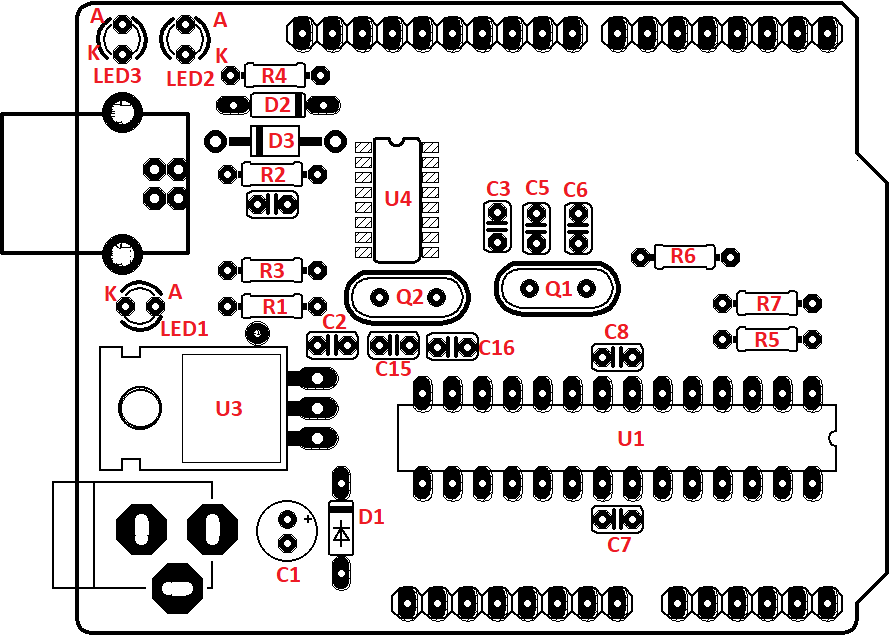 A
A
K
K
LED3
LED2
R4
D2
D3
R2
U4
C3
C5
C6
R6
R3
K
A
R1
Q2
Q1
R7
LED1
C2
C8
R5
C15
C16
U3
U1
+
D1
C7
C1